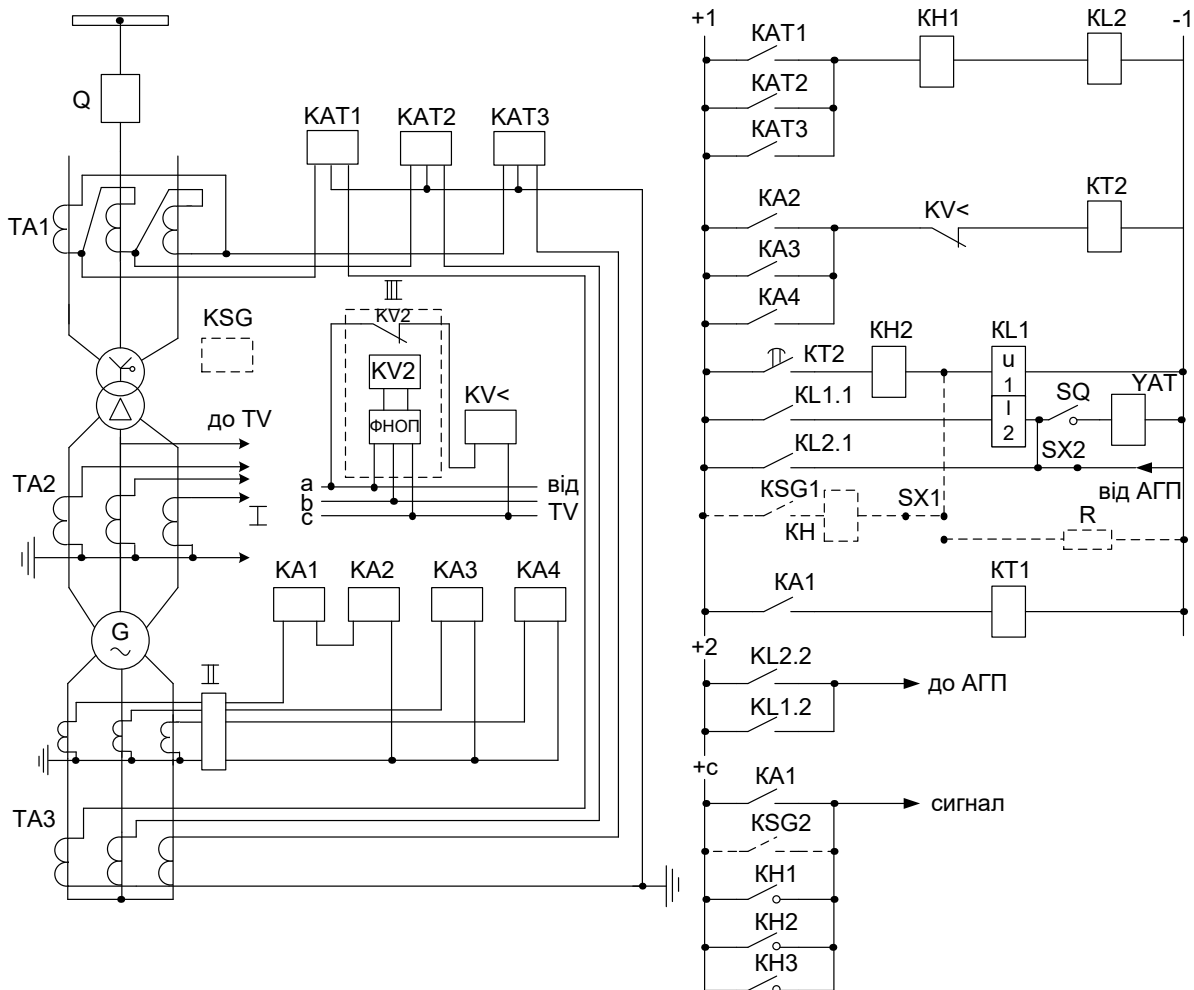 Q
TA1
KAT1
KAT2
KAT3
KSG
III
KV2
KV2
ФНОП
KV<
до TV
TA2
I
a
b
c
від
TV
KA1
KA2
KA3
KA4
G
~
II
TA3
+1
-1
KAT1
KH1
KL2
KAT2
KAT3
KA2
KV<
KT2
KA3
KA4
KT2
KH2
KL1
u
1
I
2
SQ
YAT
KL1.1
KL2.1
SX2
від АГП
KSG1
KH
SX1
R
KA1
KT1
+2
KL2.2
до АГП
KL1.2
+c
KA1
сигнал
KSG2
KH1
KH2
KH3